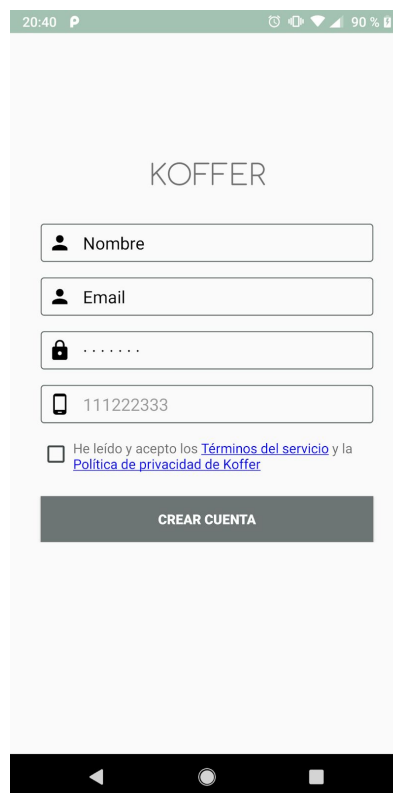 20:40 90 %
KOFFER
Nombre
Email
.......
111222333
He leído y acepto los Términos del servicio y la
Política de privacidad de Koffer
CREAR CUENTA